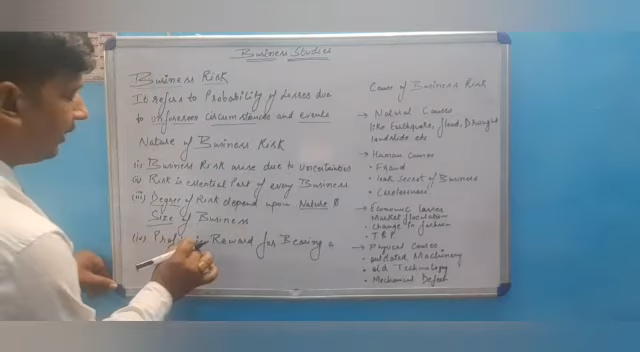 Business Studies
Business Risk
It refers to Probability of Losses due
to unforeseen circumstances and events
Nature of Business Risk
(i) Business Risk arise due to uncertainties
(ii) Risk is essential Part of every Business
(iii) Degree of Risk depend upon Nature &
Size of Business
(iv) Profit is Reward for Bearing
Cause of Business Risk
→ Natural Causes
like Earthquake, flood, Drought
landslide etc
→ Human Causes
• Fraud
• leak Secret of Business
• Carelessness
→ Economic losses
Market fluctuation
• Change in fashion
• T&P
→ Physical Causes
• outdated Machinery
• old Technology
• Mechanical Defect